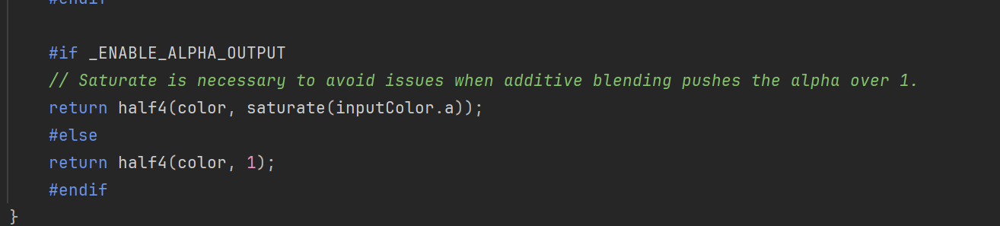 #endif
#if _ENABLE_ALPHA_OUTPUT
// Saturate is necessary to avoid issues when additive blending pushes the alpha over 1.
return half4(color, saturate(inputColor.a));
#else
return half4(color, 1);
#endif
}